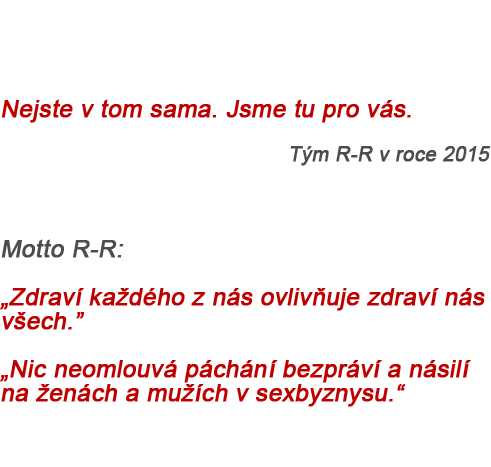 Nejste v tom sama. Jsme tu pro vás.
Tým R-R v roce 2015
Motto R-R:
„Zdraví každého z nás ovlivňuje zdraví nás
všech.”
„Nic neomlouvá páchání bezpráví a násilí
na ženách a mužích v sexbyznysu.“